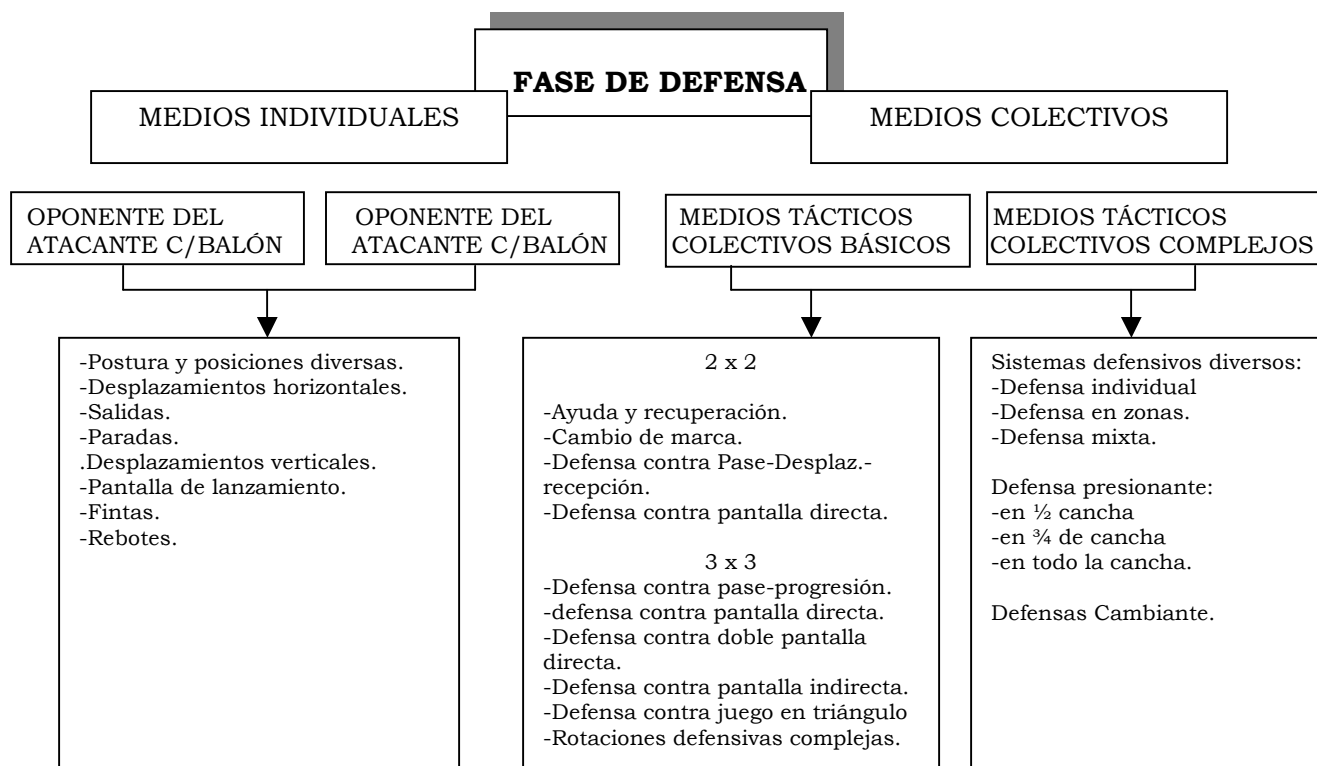 FASE DE DEFENSA
MEDIOS INDIVIDUALES
MEDIOS COLECTIVOS
OPONENTE DEL
ATACANTE C/BALÓN
OPONENTE DEL
ATACANTE C/BALÓN
MEDIOS TÁCTICOS
COLECTIVOS BÁSICOS
MEDIOS TÁCTICOS
COLECTIVOS COMPLEJOS
-Postura y posiciones diversas.
-Desplazamientos horizontales.
-Salidas.
-Paradas.
.Desplazamientos verticales.
-Pantalla de lanzamiento.
-Fintas.
-Rebotes.
2 x 2
-Ayuda y recuperación.
-Cambio de marca.
-Defensa contra Pase-Desplaz.-
recepción.
-Defensa contra pantalla directa.
3 x 3
-Defensa contra pase-progresión.
-defensa contra pantalla directa.
-Defensa contra doble pantalla
directa.
-Defensa contra pantalla indirecta.
-Defensa contra juego en triángulo
-Rotaciones defensivas complejas.
Sistemas defensivos diversos:
-Defensa individual
-Defensa en zonas.
-Defensa mixta.
Defensa presionante:
-en ½ cancha
-en ¾ de cancha
-en todo la cancha.
Defensas Cambiante.